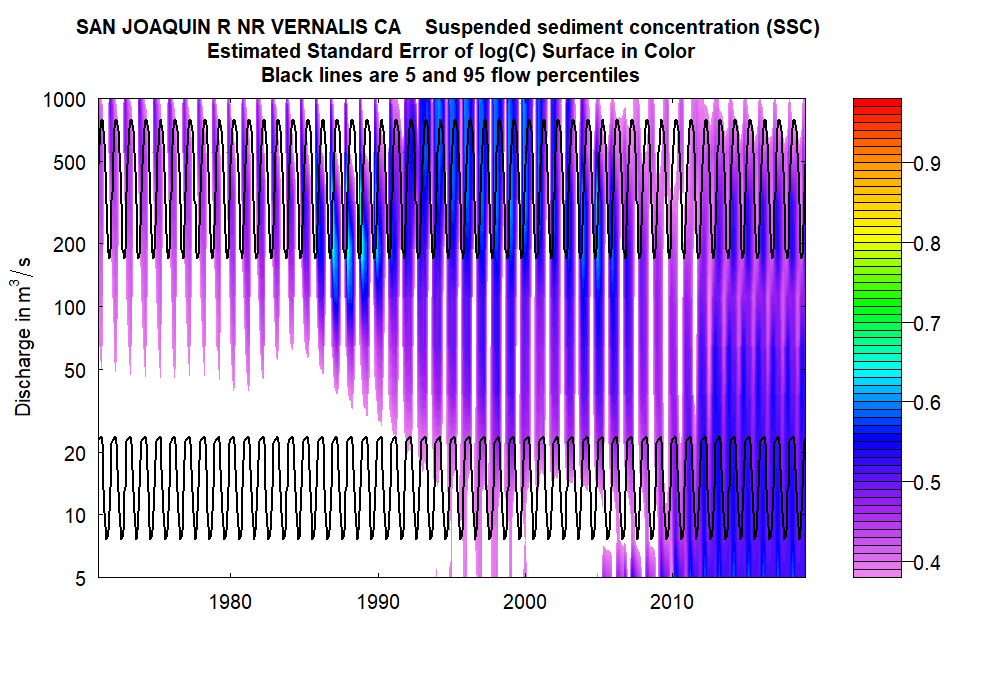 SAN JOAQUIN R NR VERNALIS CA    Suspended sediment concentration (SSC)
Estimated Standard Error of log(C) Surface in Color
Black lines are 5 and 95 flow percentiles
Discharge in m³/s
1000
500
200
100
50
20
10
5
1980 1990 2000 2010
0.9
0.8
0.7
0.6
0.5
0.4